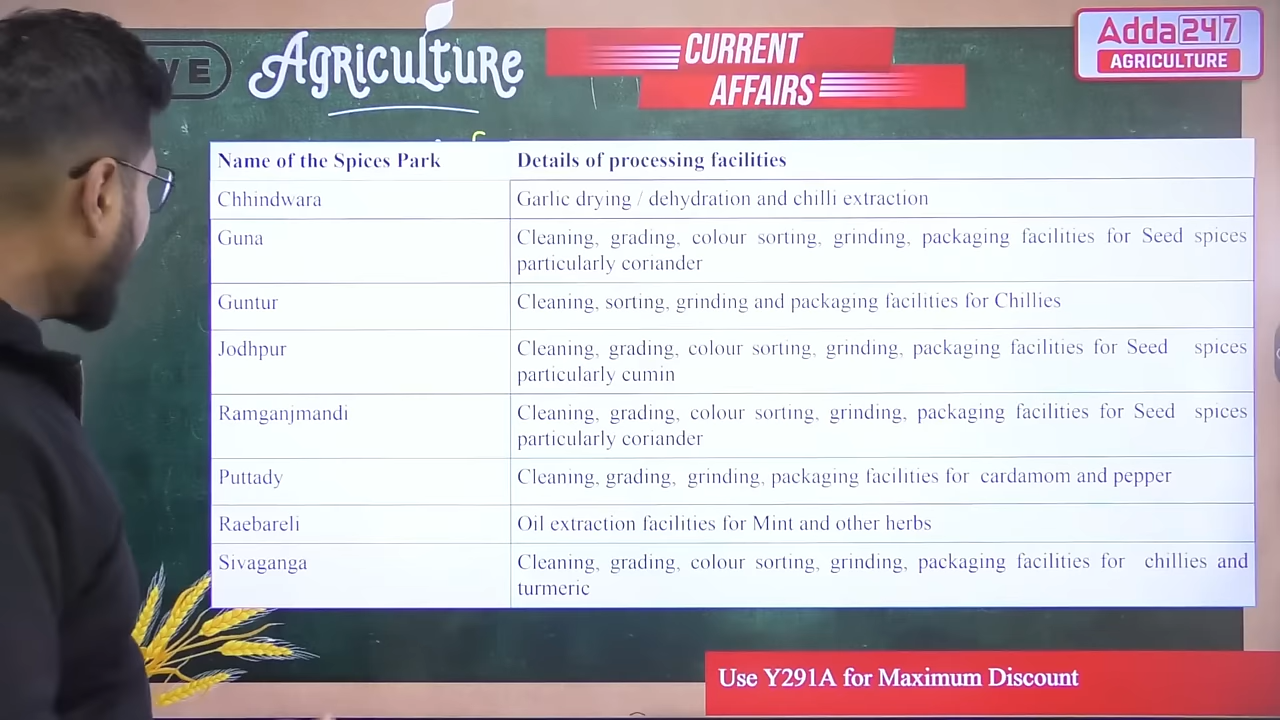 VE
AGRiCULTURE
CURRENT
AFFAIRS
Adda247
AGRICULTURE
Name of the Spices Park
Details of processing facilities
Chhindwara
Garlic drying / dehydration and chilli extraction
Guna
Cleaning, grading, colour sorting, grinding, packaging facilities for Seed spices
particularly coriander
Guntur
Cleaning, sorting, grinding and packaging facilities for Chillies
Jodhpur
Cleaning, grading, colour sorting, grinding, packaging facilities for Seed spices
particularly cumin
Ramganjmandi
Cleaning, grading, colour sorting, grinding, packaging facilities for Seed spices
particularly coriander
Puttady
Cleaning, grading, grinding, packaging facilities for cardamom and pepper
Raebareli
Oil extraction facilities for Mint and other herbs
Sivaganga
Cleaning, grading, colour sorting, grinding, packaging facilities for chillies and
turmeric
Use Y291A for Maximum Discount